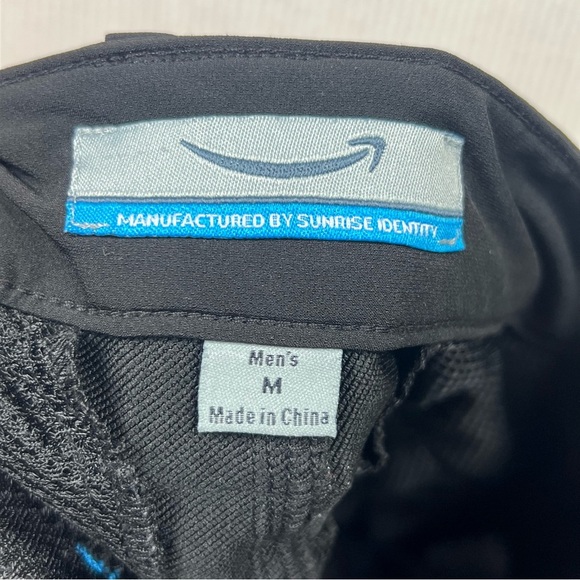 MANUFACTURED BY SUNRISE IDENTITY
Men's
M
Made in China